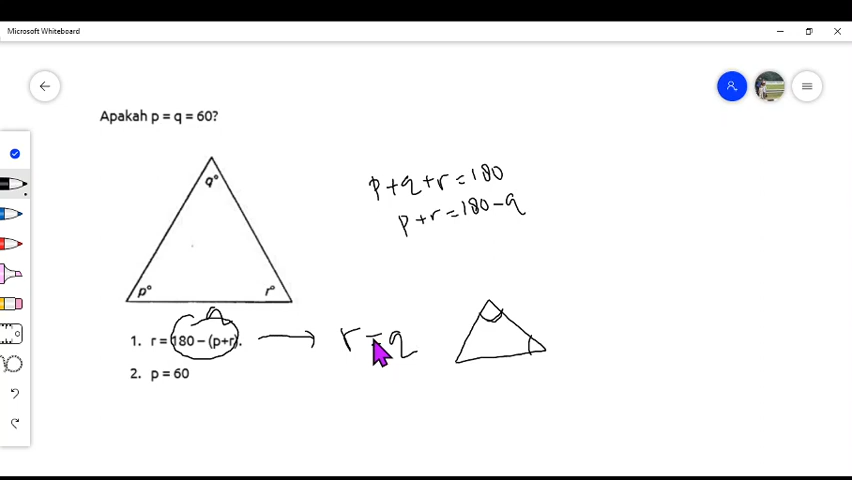 Microsoft Whiteboard
Apakah p = q = 60?
q°
p°
r°
p+q+r=180
p+r=180-q
q
1. r = 180 – (p+r).
r=q
2. p = 60